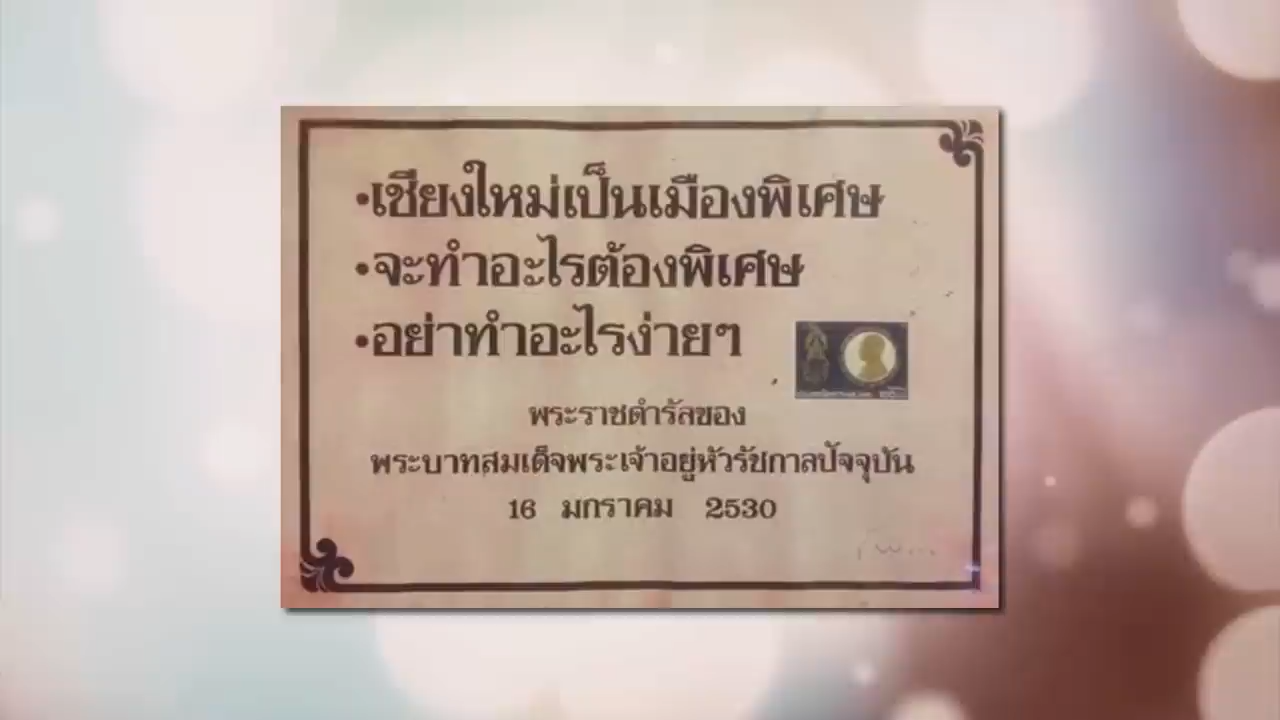 •เชียงใหม่เป็นเมืองพิเศษ
•จะทำอะไรต้องพิเศษ
•อย่าทำอะไรง่ายๆ
พระราชดำรัสของ
พระบาทสมเด็จพระเจ้าอยู่หัวรัชกาลปัจจุบัน
16 มกราคม 2530